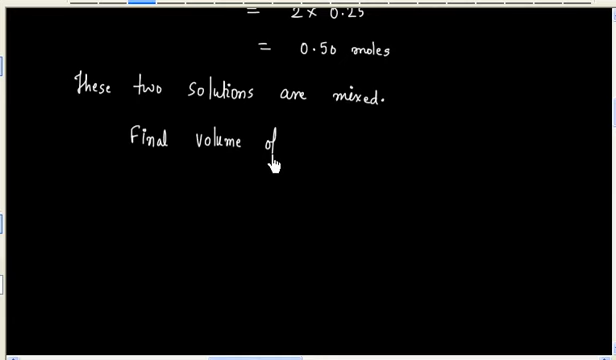 = 2 × 0.25
= 0.50 moles
These two solutions are mixed.
Final volume of